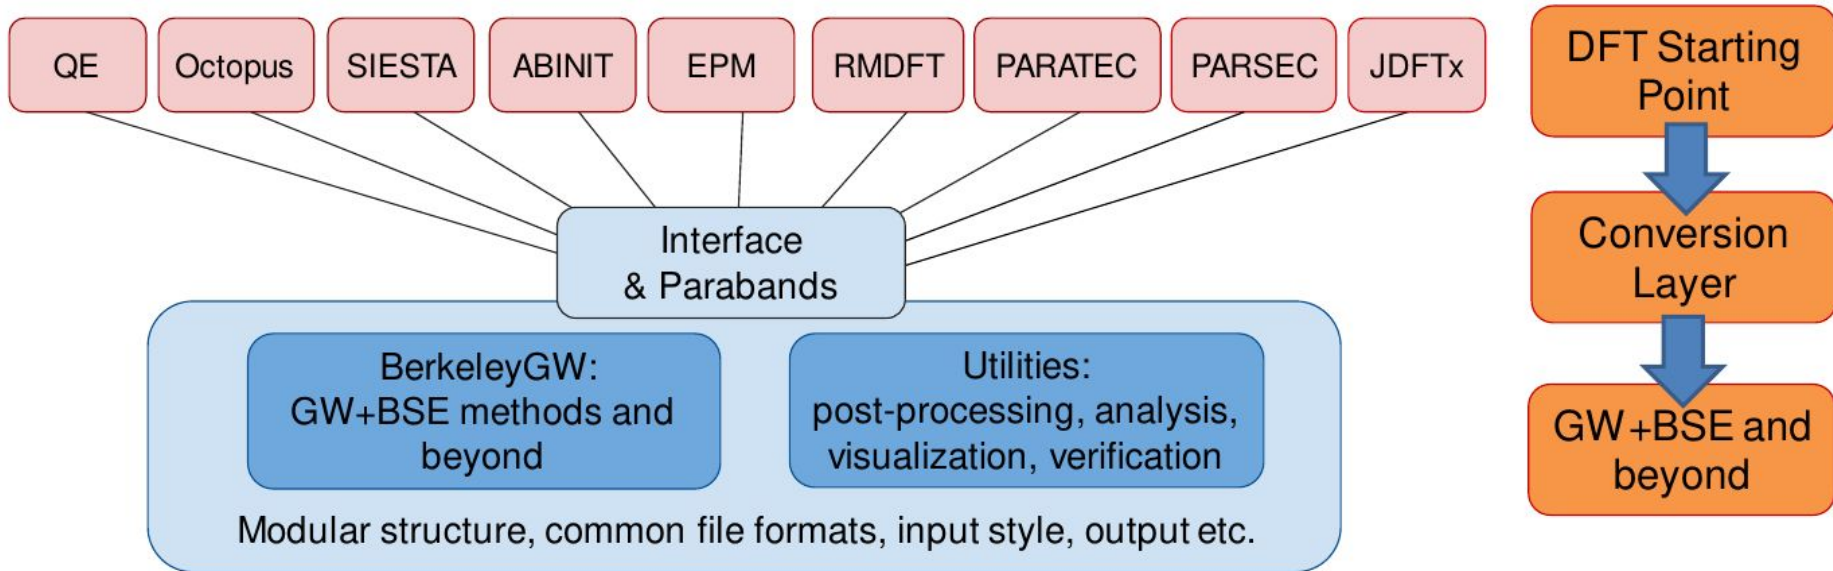 QE
Octopus
SIESTA
ABINIT
EPM
RMDFT
PARATEC
PARSEC
JDFTx
Interface
& Parabands
BerkeleyGW:
GW+BSE methods and
beyond
Utilities:
post-processing, analysis,
visualization, verification
Modular structure, common file formats, input style, output etc.
DFT Starting
Point
Conversion
Layer
GW+BSE and
beyond